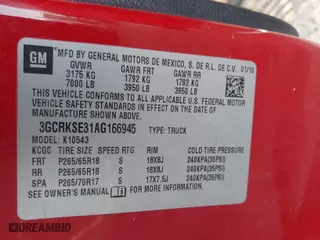 GM
MFD BY GENERAL MOTORS DE MEXICO, S. DE R.L. DE C.V. 01/10
GVWR GAWR FRT GAWR RR
3175 KG 1792 KG 1792 KG
7000 LB 3950 LB 3950 LB
THIS VEHICLE CONFORMS TO ALL APPLICABLE
U.S. FEDERAL MOTOR VEHICLE SAFETY AND THEFT PREVENTION
STANDARDS IN EFFECT ON THE DATE OF
MANUFACTURE SHOWN ABOVE.
3GCRKSE31AG166945 TYPE: TRUCK
MODEL: K10543
KCGC TIRE SIZE SPEED RTG RIM COLD TIRE PRESSURE
FRT P265/65R18 S 18X8J 240KPA(35PSI)
RR P265/65R18 S 18X8J 240KPA(35PSI)
SPA P265/70R17 S 17X7.5J 240KPA(35PSI)